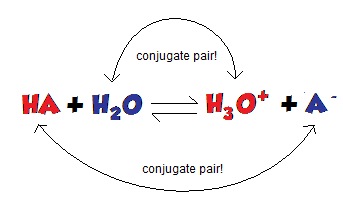 conjugate pair!
HA + H₂O ⇌ H₃O⁺ + A⁻
conjugate pair!